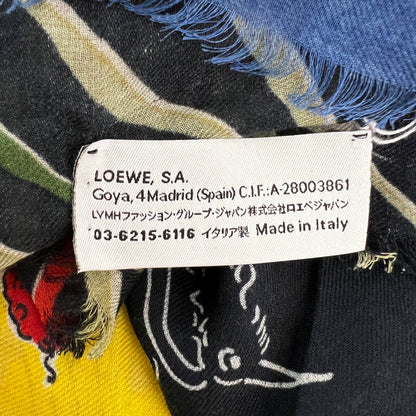 LOEWE, S.A.
Goya, 4 Madrid (Spain) C.I.F.: A-28003861
LVMHファッション・グループ・ジャパン株式会社ロエベジャパン
03-6215-6116 イタリア製 Made in Italy